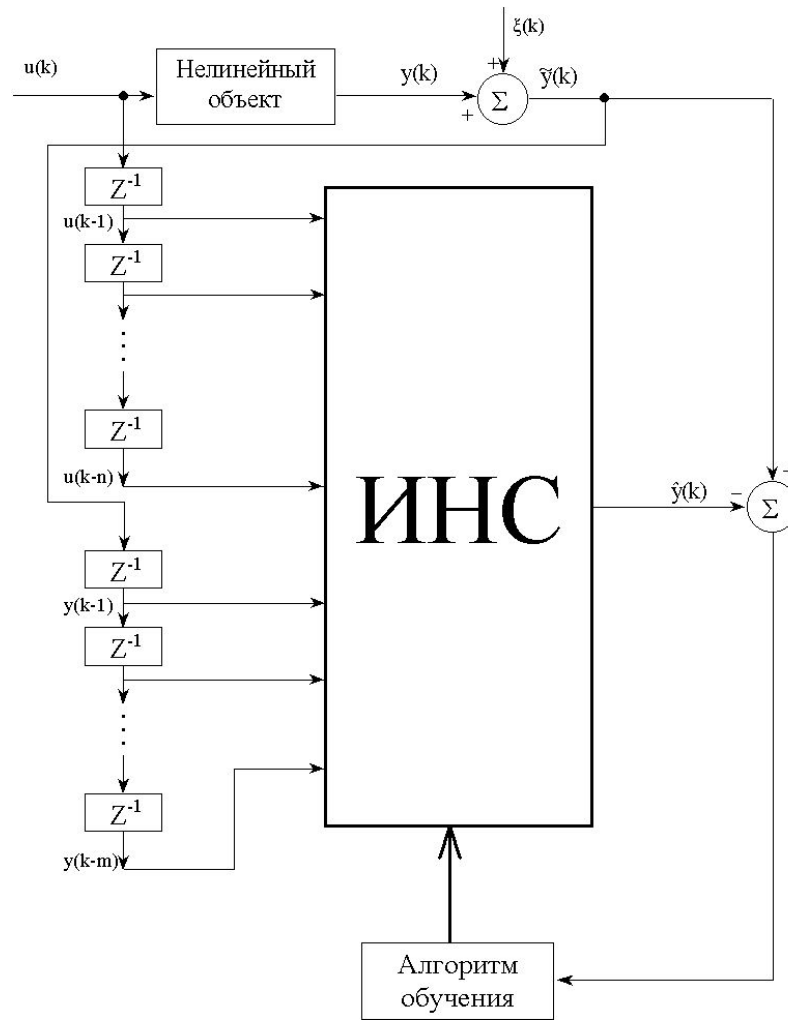 ξ(k)
u(k)
Нелинейный
объект
y(k)
+
+
Σ
ỹ(k)
Z⁻¹
u(k-1)
Z⁻¹
Z⁻¹
u(k-n)
ИНС
ŷ(k)
−
Σ
Z⁻¹
y(k-1)
Z⁻¹
Z⁻¹
y(k-m)
Алгоритм
обучения